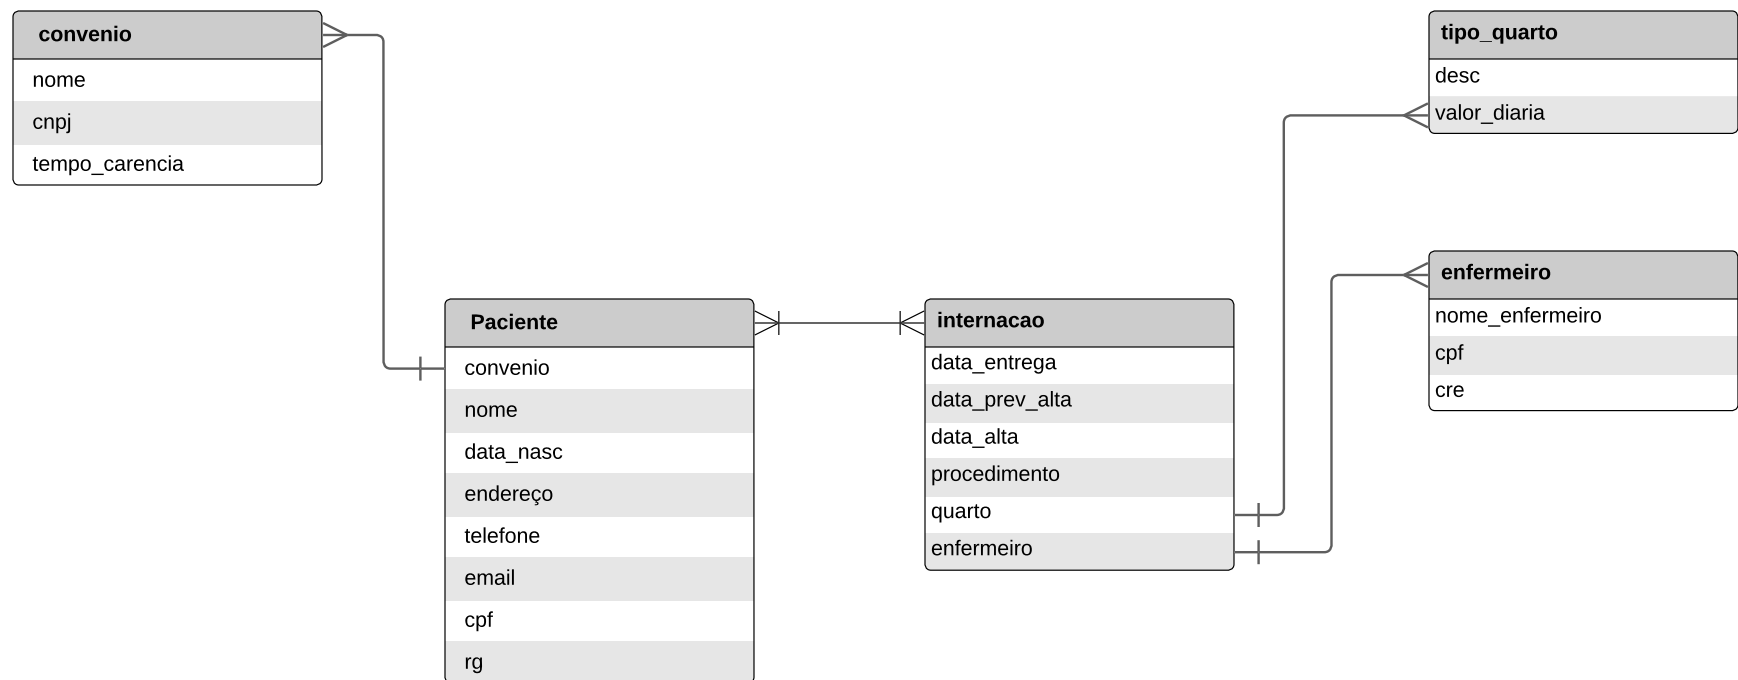 convenio
nome
cnpj
tempo_carencia
tipo_quarto
desc
valor_diaria
enfermeiro
nome_enfermeiro
cpf
cre
Paciente
convenio
nome
data_nasc
endereço
telefone
email
cpf
rg
internacao
data_entrega
data_prev_alta
data_alta
procedimento
quarto
enfermeiro